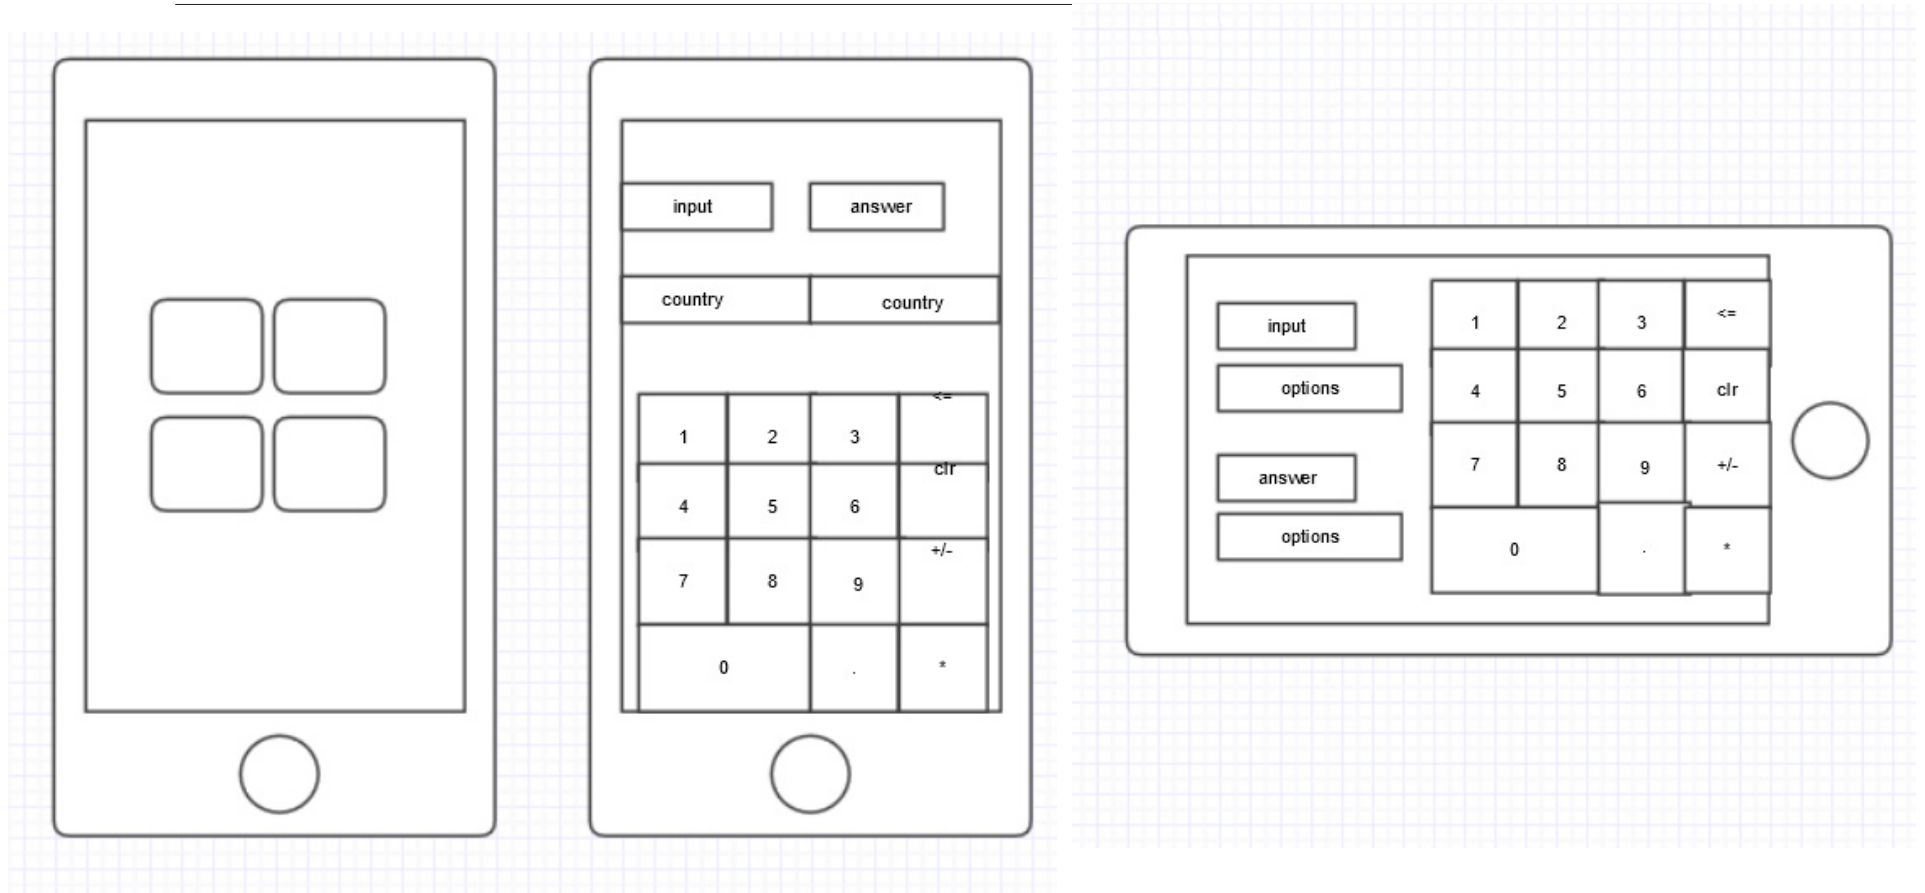 input answer
country country
<=
1 2 3
clr
4 5 6
+/-
7 8 9
0 . *
input
options
answer
options
1 2 3 <=
4 5 6 clr
7 8 9 +/-
0 . *